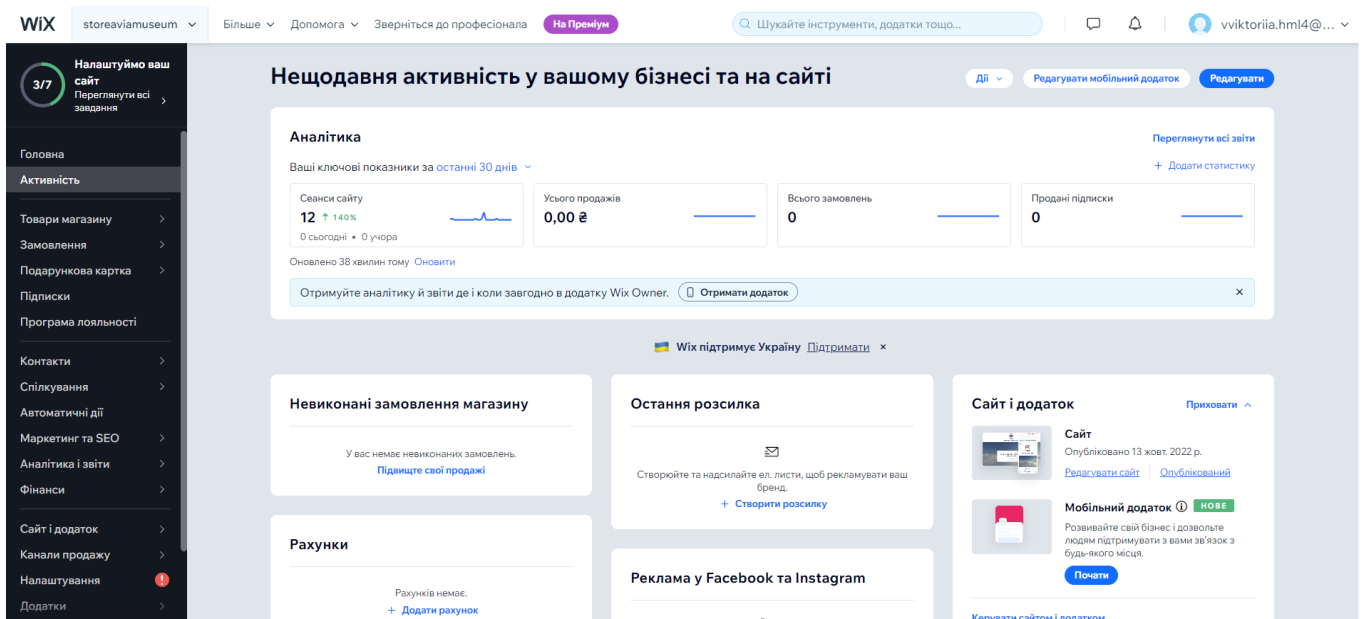 WiX storeaviamuseum Більше Допомога Зверніться до професіонала На Преміум Шукайте інструменти, додатки тощо... vviktoriia.hml4@...
3/7
Налаштуймо ваш
сайт
Переглянути всі
завдання
Головна
Активність
Товари магазину
Замовлення
Подарункова картка
Підписки
Програма лояльності
Контакти
Спілкування
Автоматичні дії
Маркетинг та SEO
Аналітика і звіти
Фінанси
Сайт і додаток
Канали продажу
Налаштування !
Додатки
Нещодавня активність у вашому бізнесі та на сайті
Дії Редагувати мобільний додаток Редагувати
Аналітика
Переглянути всі звіти
Ваші ключові показники за останні 30 днів
+ Додати статистику
Сеанси сайту
12 ↑ 140%
0 сьогодні • 0 учора
Усього продажів
0,00 ₴
Всього замовлень
0
Продані підписки
0
Оновлено 38 хвилин тому Оновити
Отримуйте аналітику й звіти де і коли завгодно в додатку Wix Owner. Отримати додаток ×
Wix підтримує Україну Підтримати ×
Невиконані замовлення магазину
У вас немає невиконаних замовлень.
Підвищте свої продажі
Рахунки
Рахунків немає.
+ Додати рахунок
Остання розсилка
Створюйте та надсилайте ел. листи, щоб рекламувати ваш
бренд.
+ Створити розсилку
Реклама у Facebook та Instagram
Сайт і додаток
Приховати
Сайт
Опубліковано 13 жовт. 2022 р.
Редагувати сайт Опублікований
Мобільний додаток НОВЕ
Розвивайте свій бізнес і дозвольте
людям підтримувати з вами зв'язок з
будь-якого місця.
Почати
Керувати сайтом і додатком